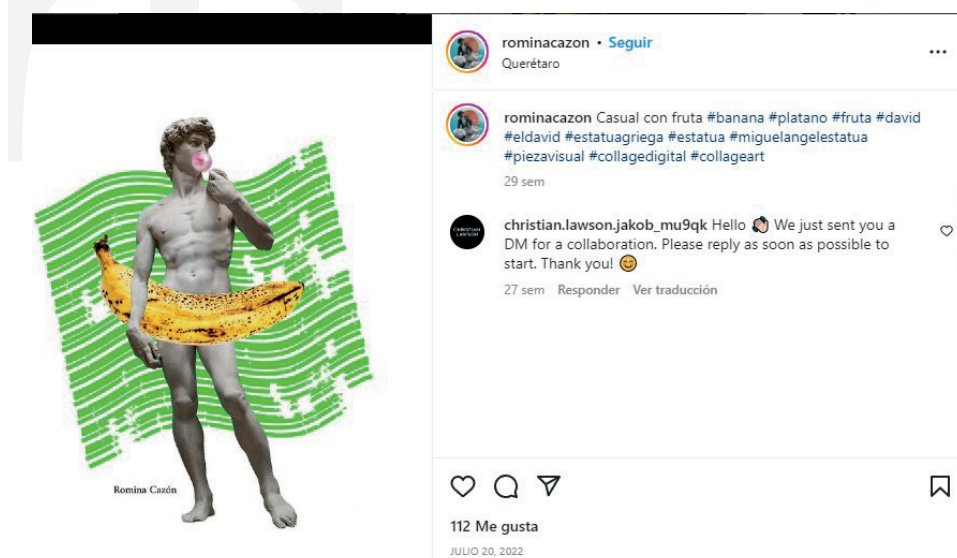 rominacazon • Seguir
Querétaro
rominacazon Casual con fruta #banana #platano #fruta #david
#eldavid #estatuagriega #estatua #miguelangelestatua
#piezavisual #collagedigital #collageart
29 sem
CHRISTIAN
LAWSON
christian.lawson.jakob_mu9qk Hello 👋🏻 We just sent you a
DM for a collaboration. Please reply as soon as possible to
start. Thank you! 😊
27 sem Responder Ver traducción
Romina Cazón
112 Me gusta
JULIO 20, 2022